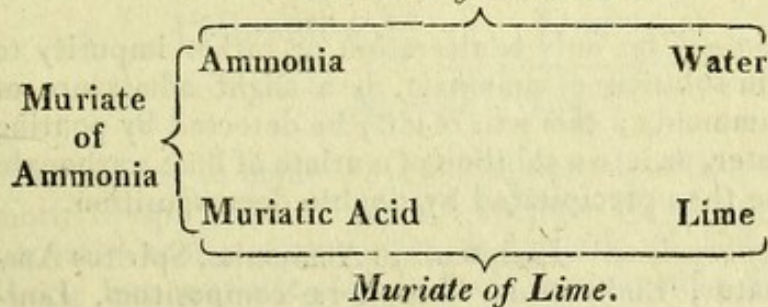 Ammonia Water
Muriate
of
Ammonia
Muriatic Acid Lime
Muriate of Lime.